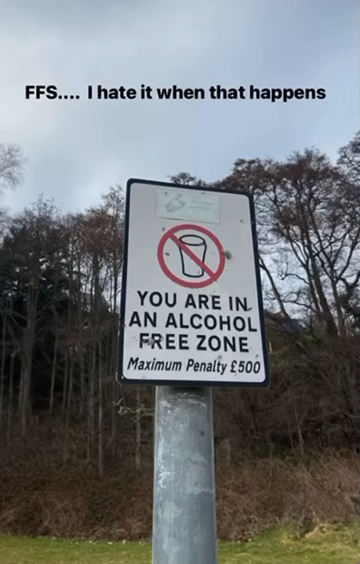 FFS.... I hate it when that happens
YOU ARE IN
AN ALCOHOL
FREE ZONE
Maximum Penalty £500